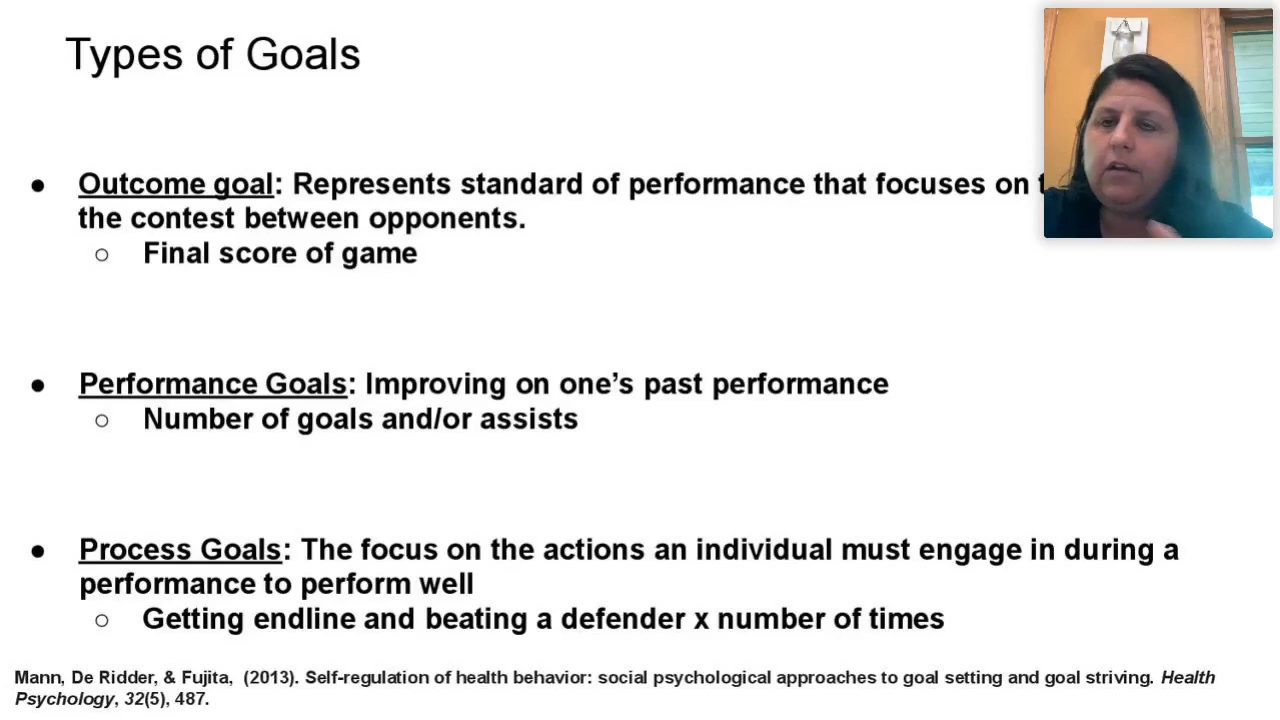 Types of Goals
● Outcome goal: Represents standard of performance that focuses on
the contest between opponents.
○ Final score of game
● Performance Goals: Improving on one’s past performance
○ Number of goals and/or assists
● Process Goals: The focus on the actions an individual must engage in during a
performance to perform well
○ Getting endline and beating a defender x number of times
Mann, De Ridder, & Fujita, (2013). Self-regulation of health behavior: social psychological approaches to goal setting and goal striving. Health
Psychology, 32(5), 487.